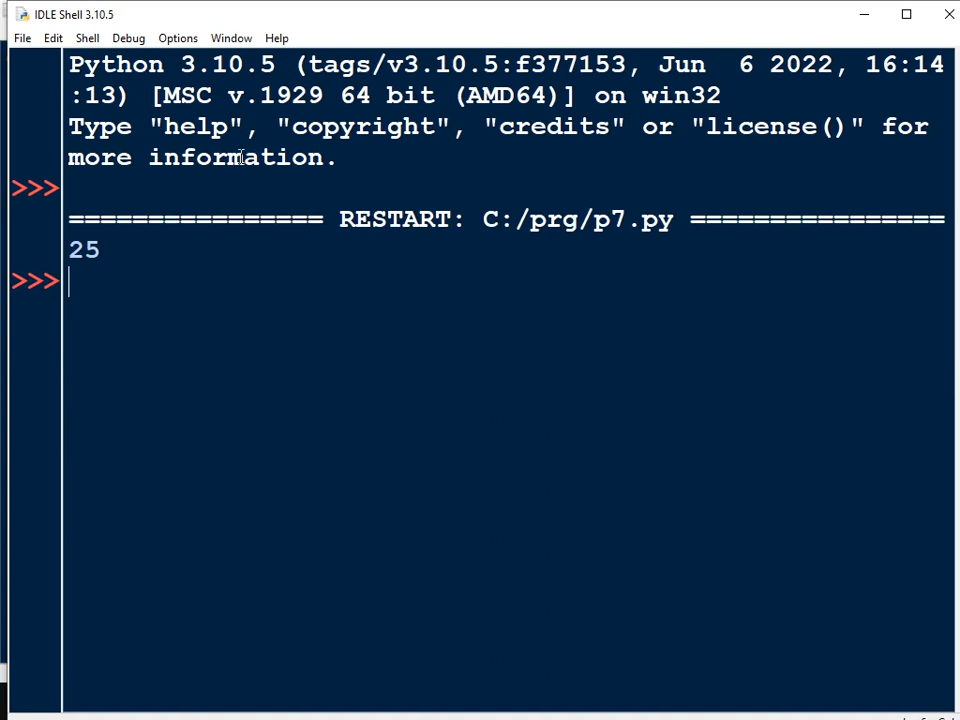 IDLE Shell 3.10.5
File Edit Shell Debug Options Window Help
Python 3.10.5 (tags/v3.10.5:f377153, Jun  6 2022, 16:14
:13) [MSC v.1929 64 bit (AMD64)] on win32
Type "help", "copyright", "credits" or "license()" for
more information.
>>>
================ RESTART: C:/prg/p7.py ================
25
>>>